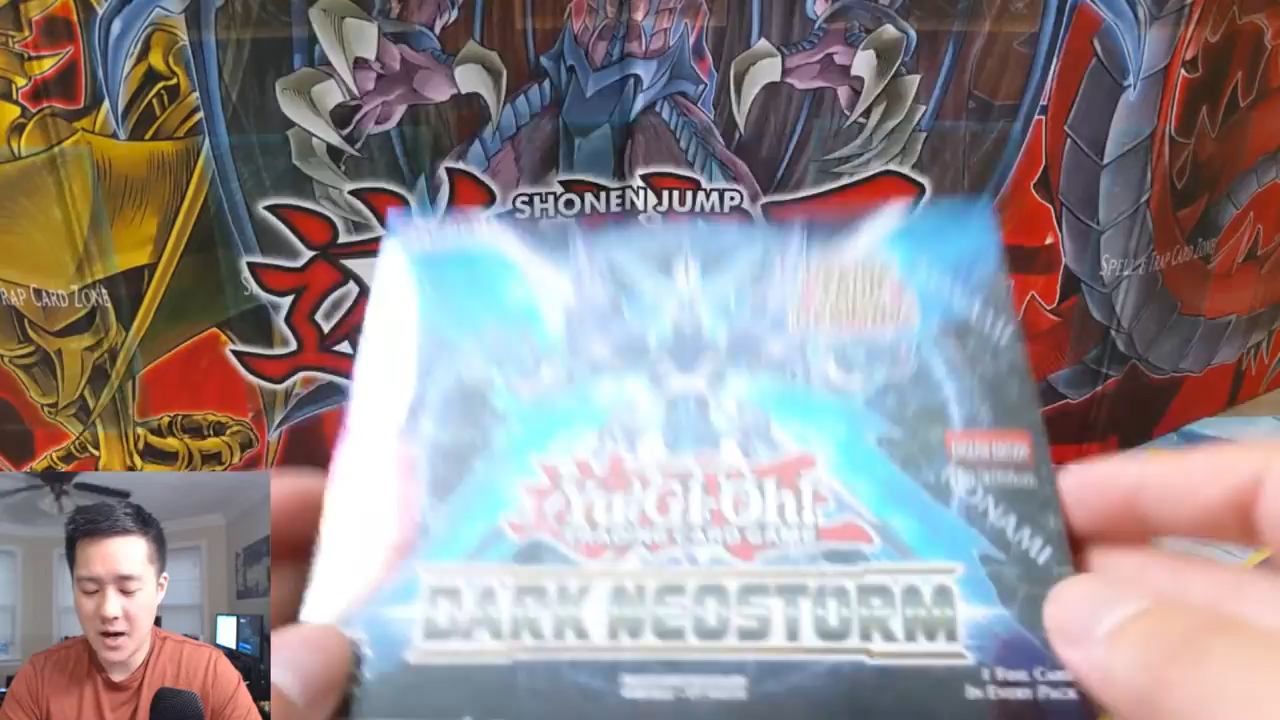 SHONEN JUMP
TRAP CARD ZONE
SPELL & TRAP CARD ZONE
Yu-Gi-Oh!
TRADING CARD GAME
DARK NEOSTORM
KONAMI
1 FOIL CARD
IN EVERY PACK